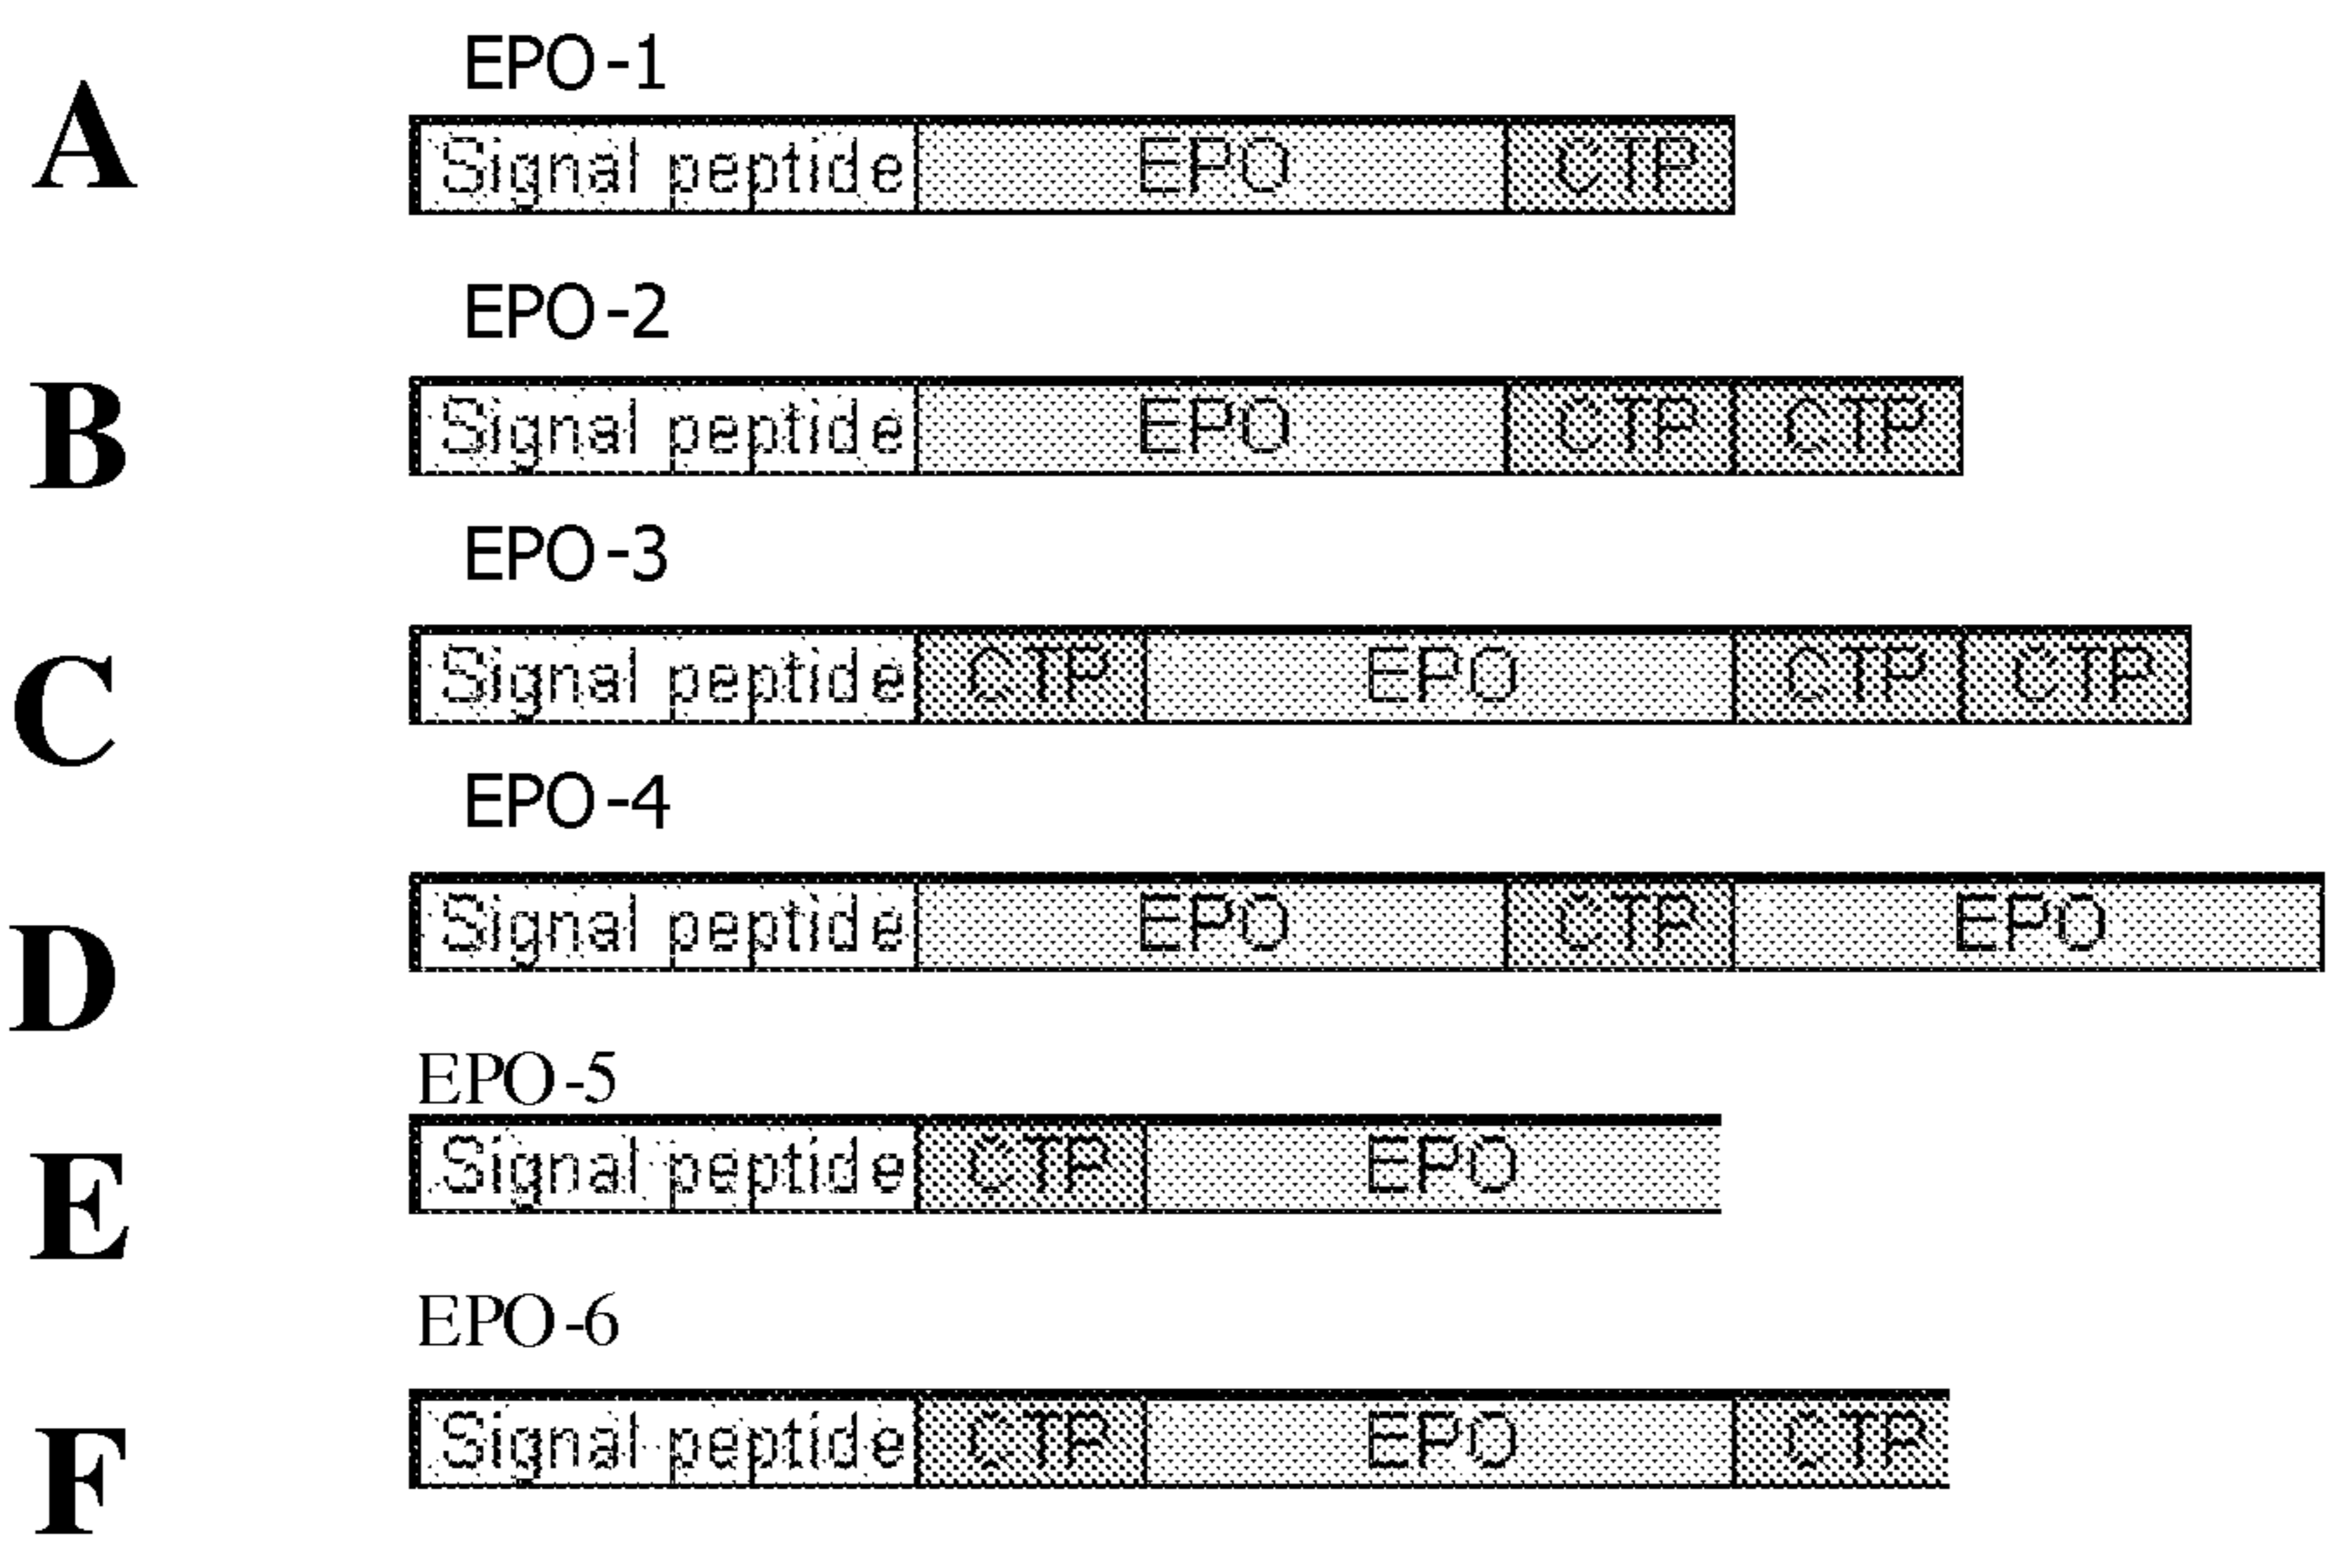 EPO-1
A
Signal peptide EPO CTP
EPO-2
B
Signal peptide EPO CTP CTP
EPO-3
C
Signal peptide CTP EPO CTP CTP
EPO-4
D
Signal peptide EPO CTP EPO
EPO-5
E
Signal peptide CTP EPO
EPO-6
F
Signal peptide CTP EPO CTP